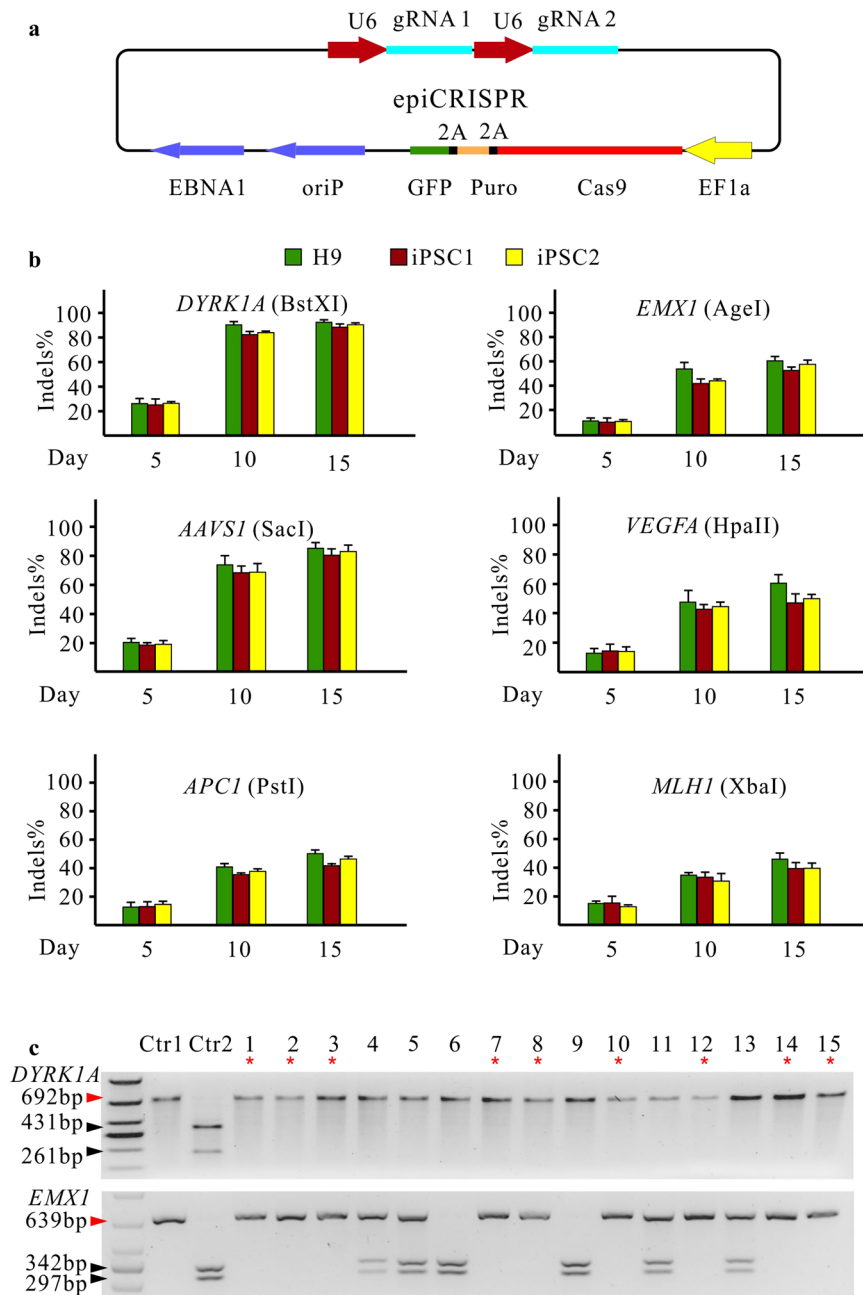 a
U6 gRNA 1 U6 gRNA 2
epiCRISPR
2A 2A
EBNA1 oriP GFP Puro Cas9 EF1a
b
H9 iPSC1 iPSC2
DYRK1A (BstXI)
Indels%
100
80
60
40
20
Day 5 10 15
EMX1 (AgeI)
Indels%
100
80
60
40
20
Day 5 10 15
AAVS1 (SacI)
Indels%
100
80
60
40
20
Day 5 10 15
VEGFA (HpaII)
Indels%
100
80
60
40
20
Day 5 10 15
APC1 (PstI)
Indels%
100
80
60
40
20
Day 5 10 15
MLH1 (XbaI)
Indels%
100
80
60
40
20
Day 5 10 15
c
Ctr1 Ctr2 1 2 3 4 5 6 7 8 9 10 11 12 13 14 15
* * * * * * * * *
DYRK1A
692bp
431bp
261bp
EMX1
639bp
342bp
297bp